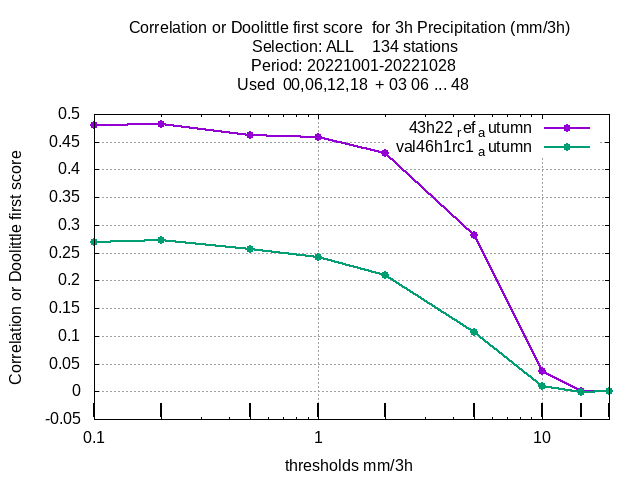 Correlation or Doolittle first score  for 3h Precipitation (mm/3h)
Selection: ALL    134 stations
Period: 20221001-20221028
Used  00,06,12,18  + 03 06 ... 48
43h22 ref autumn
val46h1rc1 autumn
Correlation or Doolittle first score
0.5
0.45
0.4
0.35
0.3
0.25
0.2
0.15
0.1
0.05
0
-0.05
0.1
1
10
thresholds mm/3h